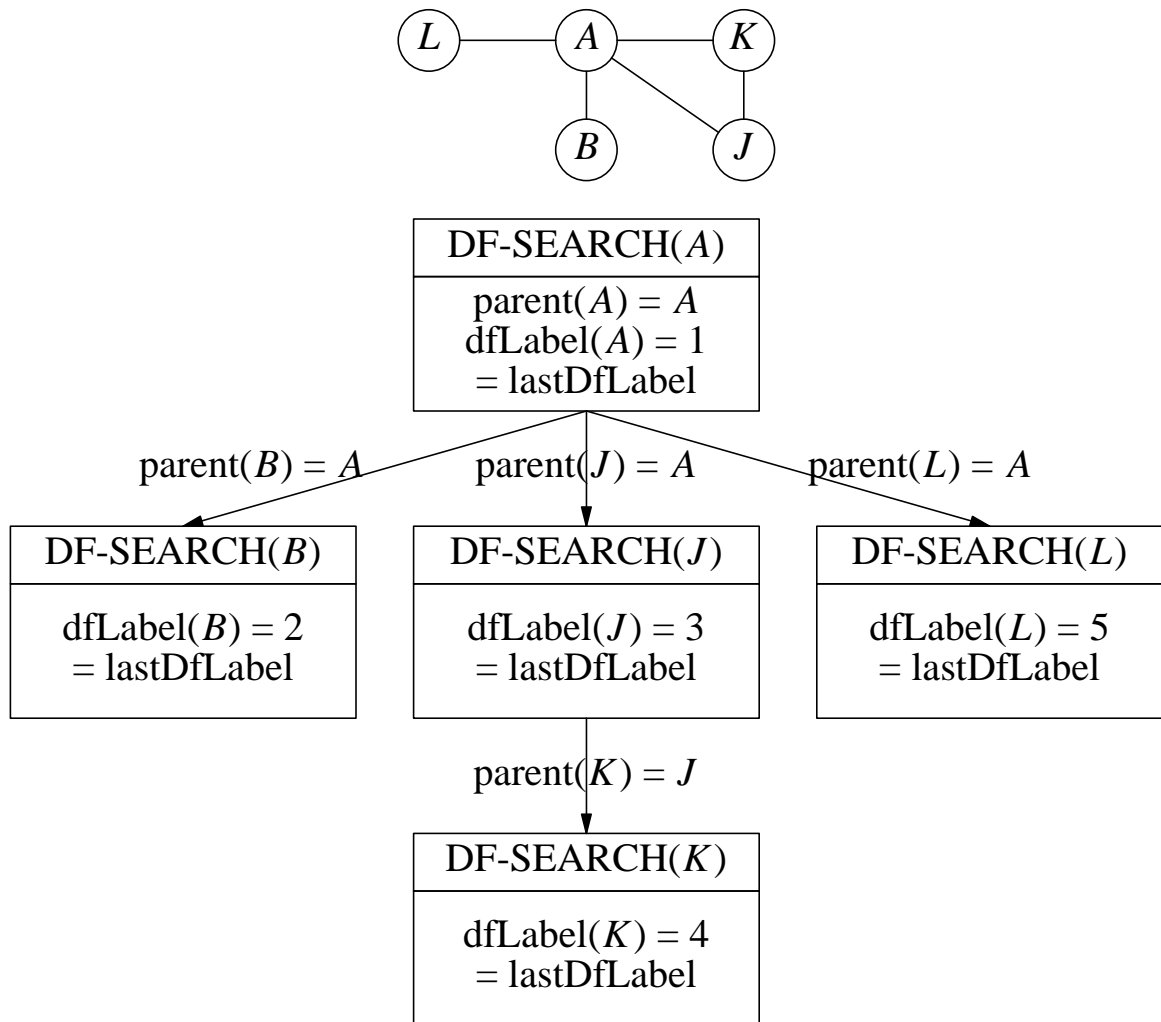 L A K
B J
DF-SEARCH(A)
parent(A) = A
dfLabel(A) = 1
= lastDfLabel
parent(B) = A
parent(J) = A
parent(L) = A
DF-SEARCH(B)
dfLabel(B) = 2
= lastDfLabel
DF-SEARCH(J)
dfLabel(J) = 3
= lastDfLabel
DF-SEARCH(L)
dfLabel(L) = 5
= lastDfLabel
parent(K) = J
DF-SEARCH(K)
dfLabel(K) = 4
= lastDfLabel